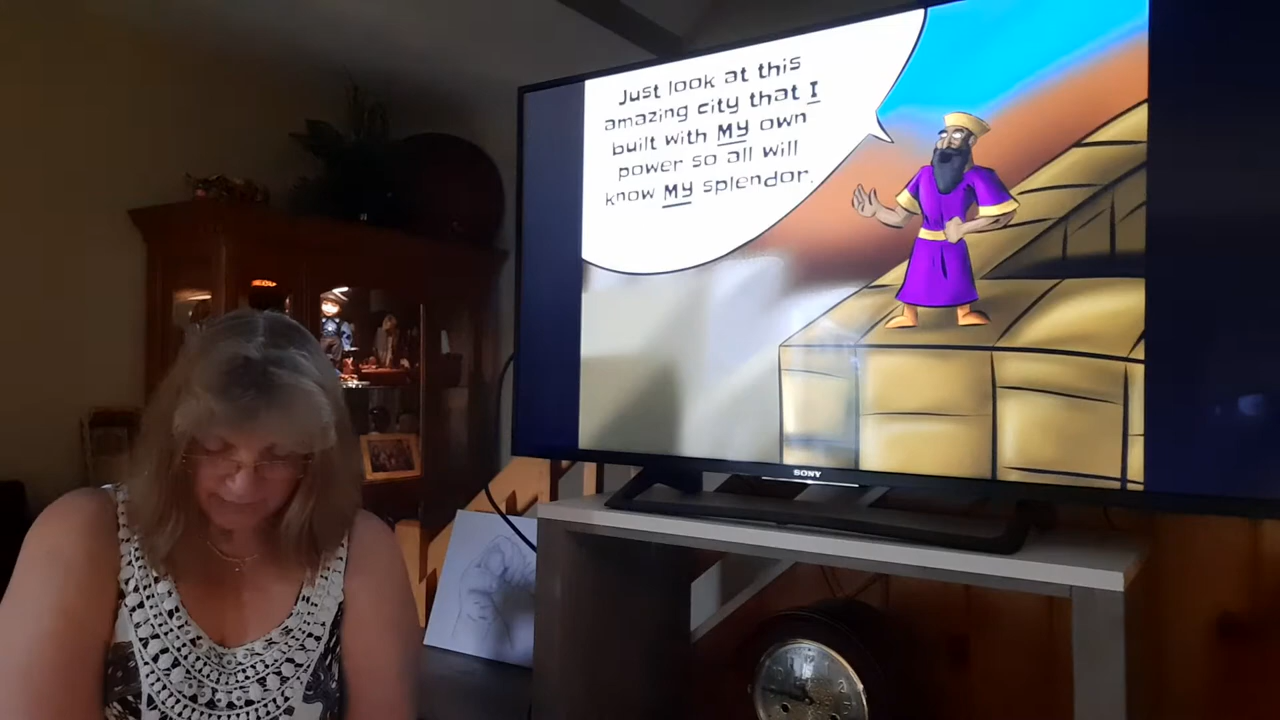 Just look at this
amazing city that I
built with MY own
power so all will
know MY splendor.
SONY